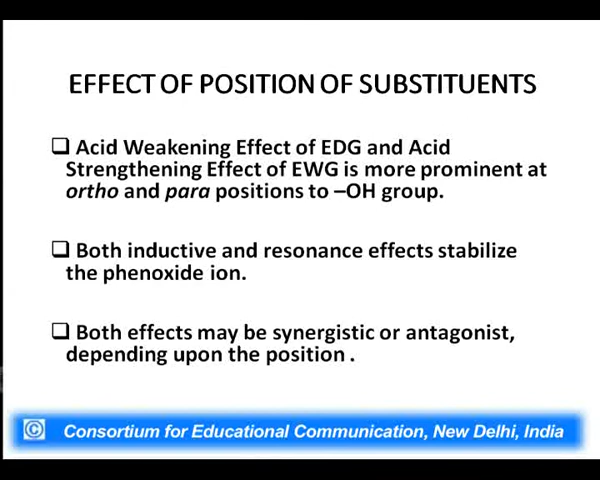 EFFECT OF POSITION OF SUBSTITUENTS
❑ Acid Weakening Effect of EDG and Acid
Strengthening Effect of EWG is more prominent at
ortho and para positions to –OH group.
❑ Both inductive and resonance effects stabilize
the phenoxide ion.
❑ Both effects may be synergistic or antagonist,
depending upon the position .
© Consortium for Educational Communication, New Delhi, India